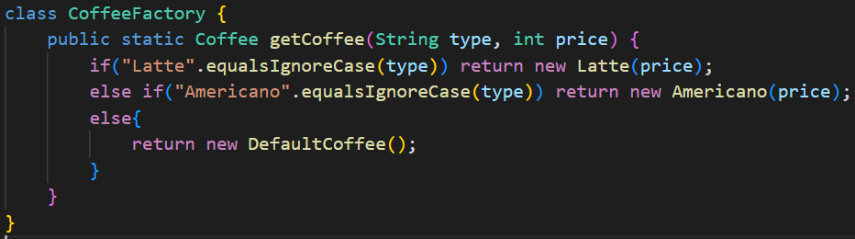 class CoffeeFactory {
    public static Coffee getCoffee(String type, int price) {
        if("Latte".equalsIgnoreCase(type)) return new Latte(price);
        else if("Americano".equalsIgnoreCase(type)) return new Americano(price);
        else{
            return new DefaultCoffee();
        }
    }
}